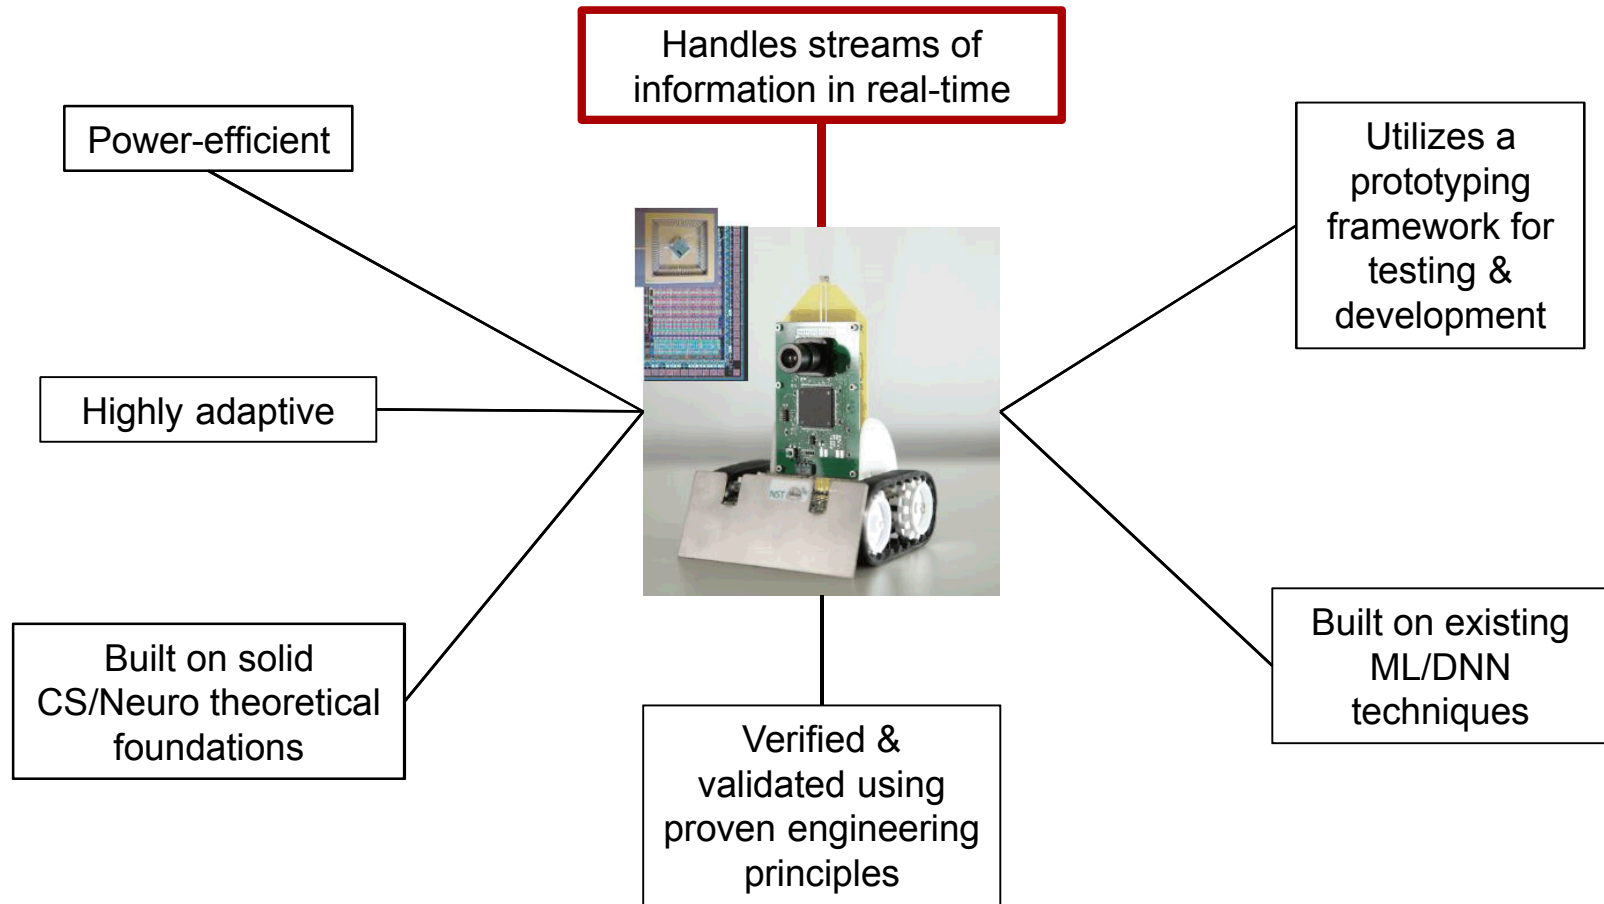 Handles streams of
information in real-time
Power-efficient
Utilizes a
prototyping
framework for
testing &
development
Highly adaptive
NST
Built on solid
CS/Neuro theoretical
foundations
Built on existing
ML/DNN
techniques
Verified &
validated using
proven engineering
principles